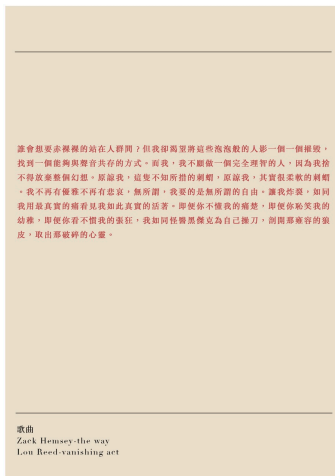 誰會想要赤裸裸的站在人群間？但我卻渴望將這些泡泡般的人影一個一個摧毀，
找到一個能夠與聲音共存的方式。而我，我不願做一個完全理智的人，因為我捨
不得放棄整個幻想。原諒我，這隻不知所措的刺蝟，原諒我，其實很柔軟的刺蝟
。我不再有優雅不再有悲哀，無所謂，我要的是無所謂的自由。讓我炸裂，如同
我用最真實的痛看見我如此真實的活著。即便你不懂我的痛楚，即便你恥笑我的
幼稚，即便你看不慣我的張狂，我如同怪醫黑傑克為自己操刀，剖開那雍容的狼
皮，取出那破碎的心靈。
歌曲
Zack Hemsey-the way
Lou Reed-vanishing act